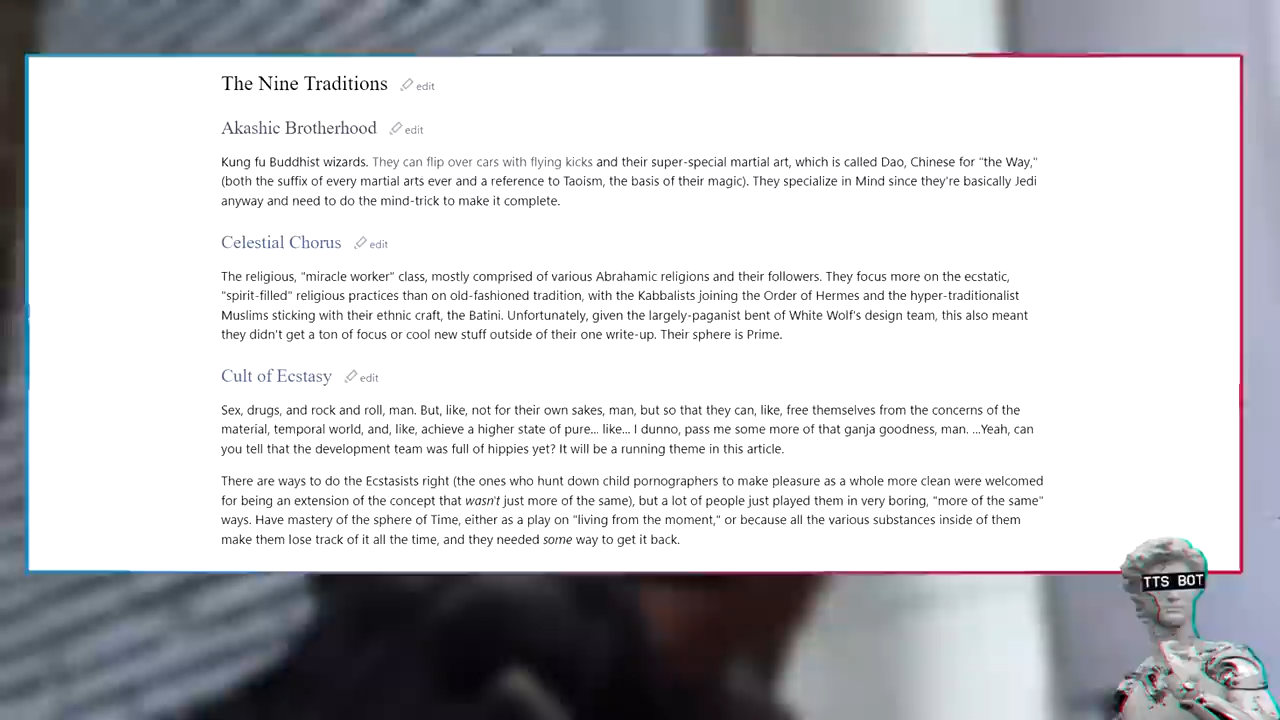 The Nine Traditions edit
Akashic Brotherhood edit
Kung fu Buddhist wizards. They can flip over cars with flying kicks and their super-special martial art, which is called Dao, Chinese for "the Way,"
(both the suffix of every martial arts ever and a reference to Taoism, the basis of their magic). They specialize in Mind since they're basically Jedi
anyway and need to do the mind-trick to make it complete.
Celestial Chorus edit
The religious, "miracle worker" class, mostly comprised of various Abrahamic religions and their followers. They focus more on the ecstatic,
"spirit-filled" religious practices than on old-fashioned tradition, with the Kabbalists joining the Order of Hermes and the hyper-traditionalist
Muslims sticking with their ethnic craft, the Batini. Unfortunately, given the largely-paganist bent of White Wolf's design team, this also meant
they didn't get a ton of focus or cool new stuff outside of their one write-up. Their sphere is Prime.
Cult of Ecstasy edit
Sex, drugs, and rock and roll, man. But, like, not for their own sakes, man, but so that they can, like, free themselves from the concerns of the
material, temporal world, and, like, achieve a higher state of pure... like... I dunno, pass me some more of that ganja goodness, man. ...Yeah, can
you tell that the development team was full of hippies yet? It will be a running theme in this article.
There are ways to do the Ecstasists right (the ones who hunt down child pornographers to make pleasure as a whole more clean were welcomed
for being an extension of the concept that wasn't just more of the same), but a lot of people just played them in very boring, "more of the same"
ways. Have mastery of the sphere of Time, either as a play on "living from the moment," or because all the various substances inside of them
make them lose track of it all the time, and they needed some way to get it back.
TTS BOT